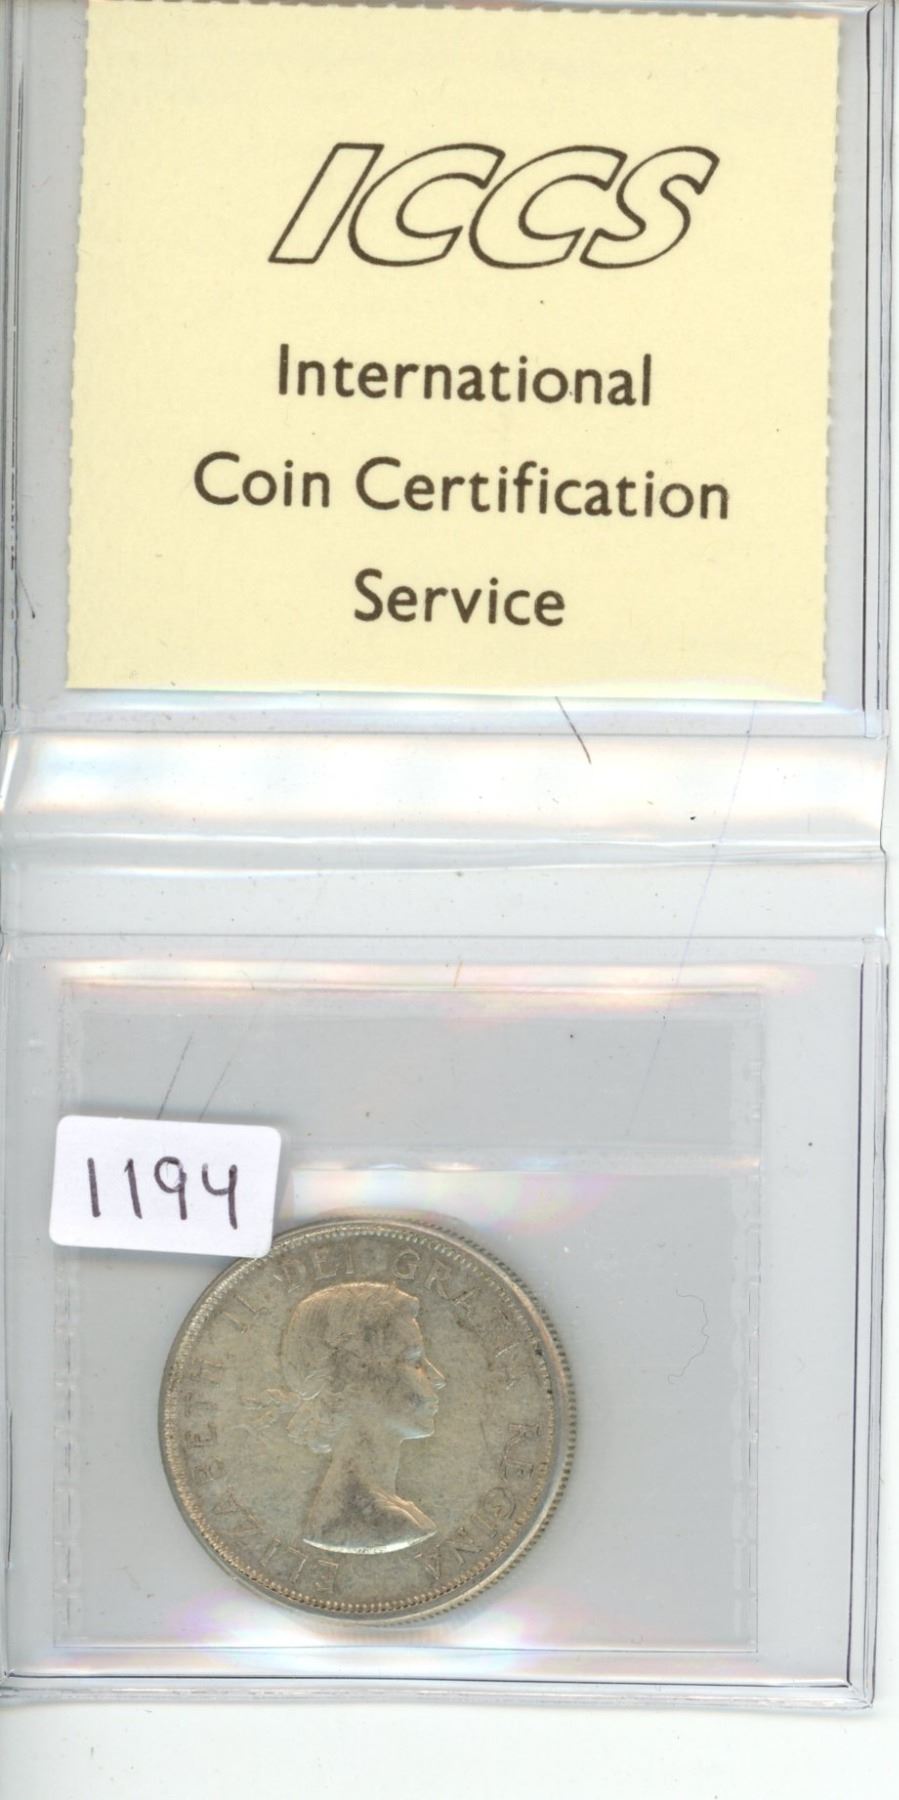 ICCS
International
Coin Certification
Service
1194
ELIZABETH II DEI GRATIA REGINA